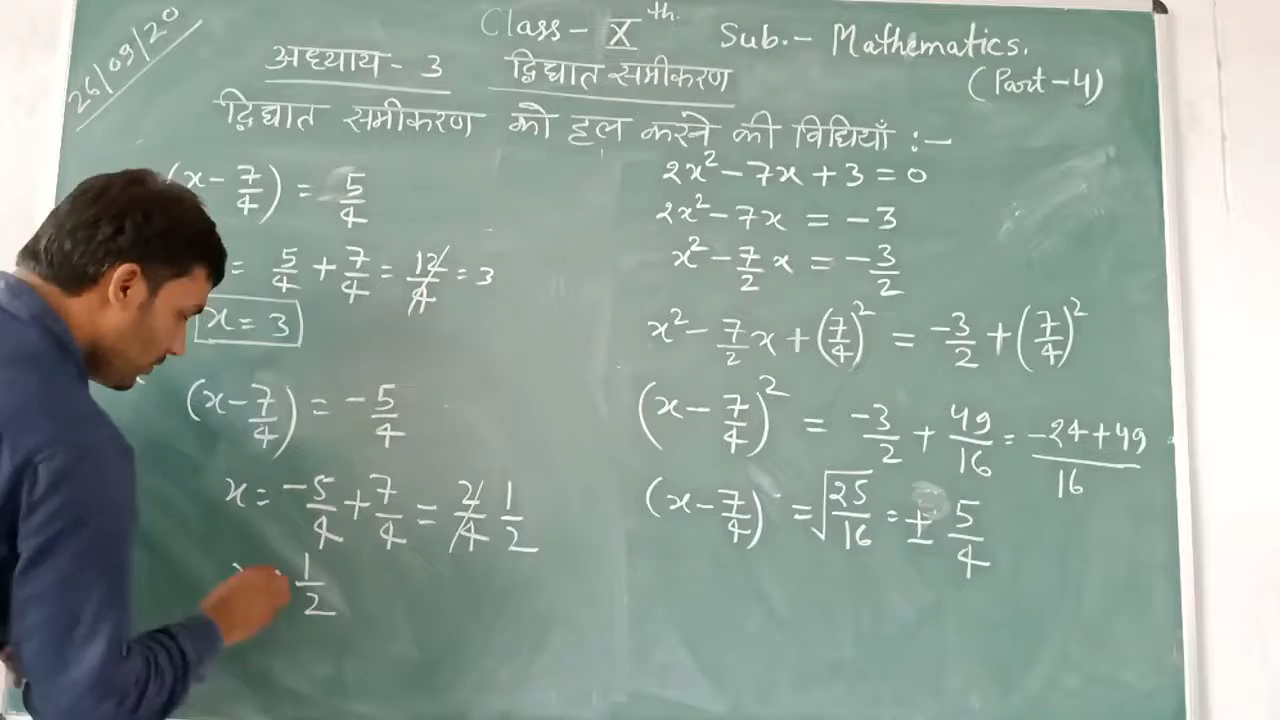 26/09/20
Class - Xth. Sub. - Mathematics.
(Part-4)
अध्याय - 3 द्विघात समीकरण
द्विघात समीकरण को हल करने की विधियाँ :-
(x - 7/4) = 5/4
= 5/4 + 7/4 = 12/4 = 3
x = 3
(x - 7/4) = -5/4
x = -5/4 + 7/4 = 2/4 1/2
1/2
2x² - 7x + 3 = 0
2x² - 7x = -3
x² - 7/2 x = -3/2
x² - 7/2 x + (7/4)² = -3/2 + (7/4)²
(x - 7/4)² = -3/2 + 49/16 = -24+49/16
(x - 7/4) = √25/16 = ± 5/4